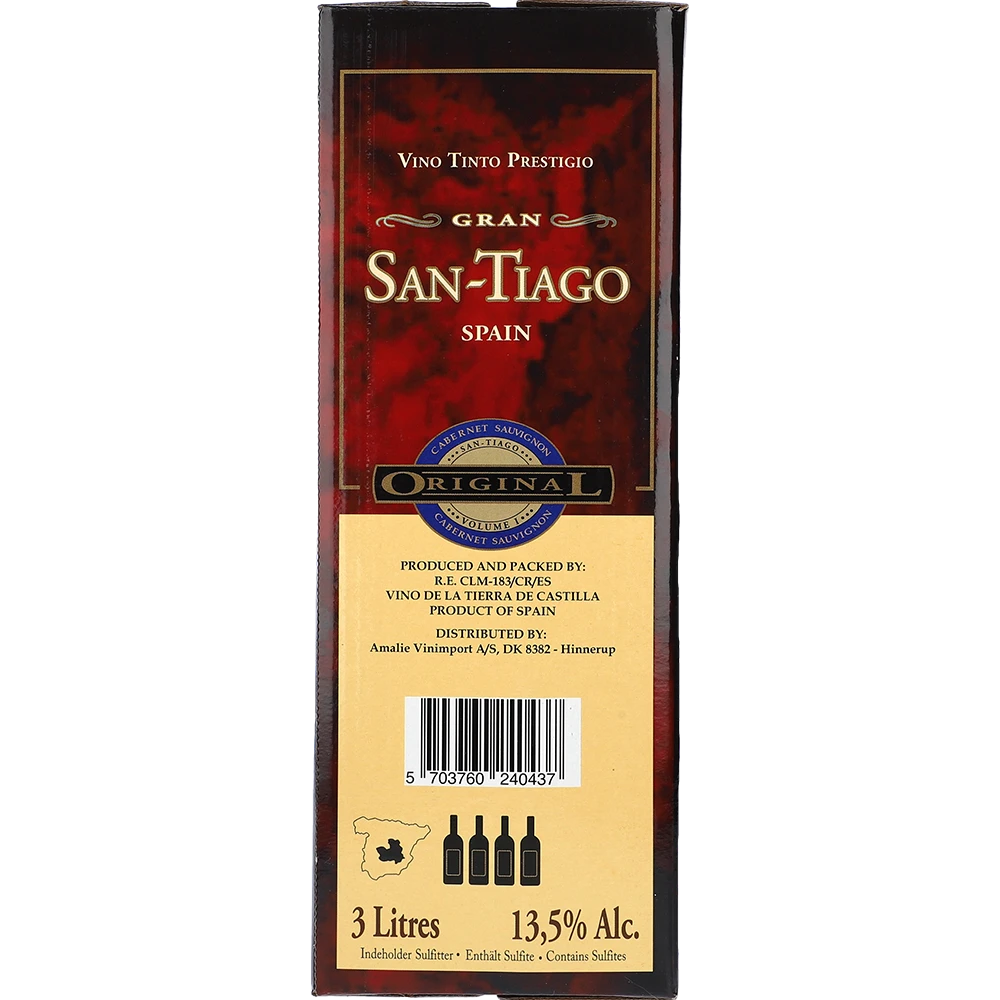 VINO TINTO PRESTIGIO
GRAN
SAN-TIAGO
SPAIN
CABERNET SAUVIGNON
SAN-TIAGO
ORIGINAL
VOLUME I
CABERNET SAUVIGNON
PRODUCED AND PACKED BY:
R.E. CLM-183/CR/ES
VINO DE LA TIERRA DE CASTILLA
PRODUCT OF SPAIN
DISTRIBUTED BY:
Amalie Vinimport A/S, DK 8382 - Hinnerup
5 703760 240437
3 Litres 13,5% Alc.
Indeholder Sulfitter • Enthält Sulfite • Contains Sulfites